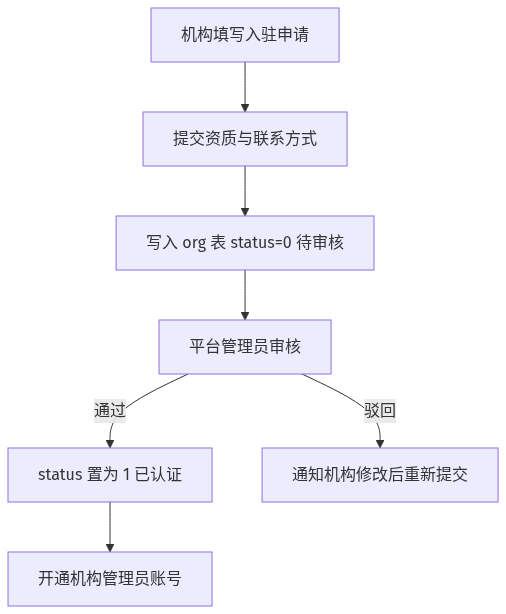 机构填写入驻申请
提交资质与联系方式
写入 org 表 status=0 待审核
平台管理员审核
通过
驳回
status 置为 1 已认证
通知机构修改后重新提交
开通机构管理员账号